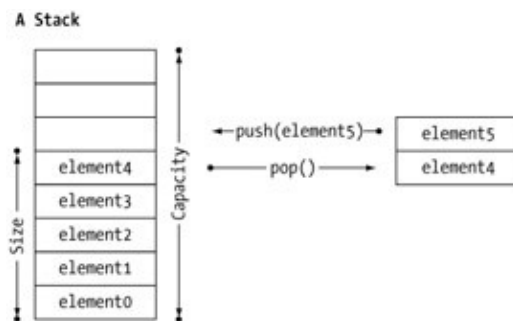 A Stack
push(element5)
element5
element4
pop()
element4
element3
element2
element1
element0
Size
Capacity